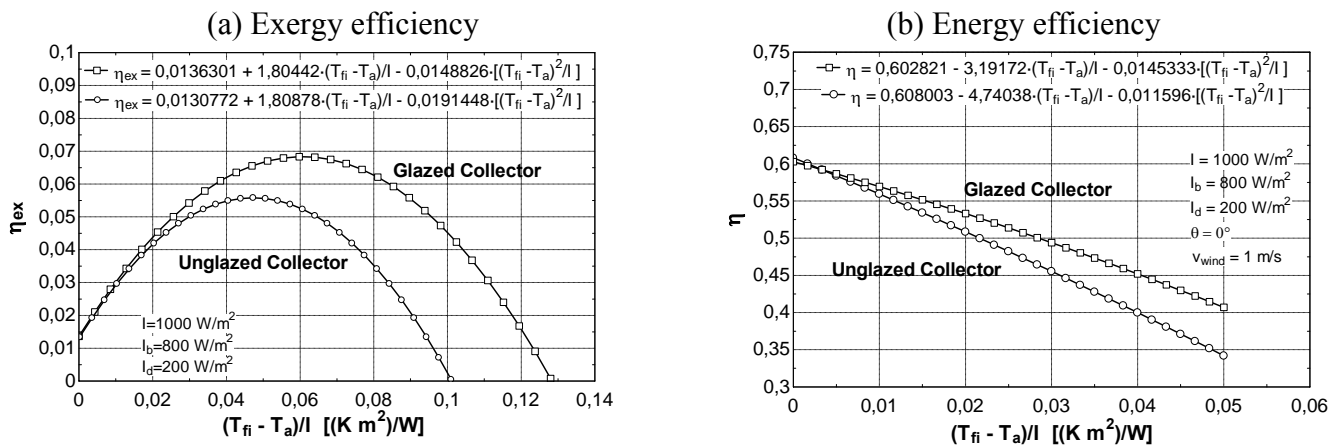 (a) Exergy efficiency
0,1
0,09
0,08
0,07
0,06
0,05
0,04
0,03
0,02
0,01
0
ηex
ηex = 0,0136301 + 1,80442·(Tfi -Ta)/I - 0,0148826·[(Tfi -Ta)²/I ]
ηex = 0,0130772 + 1,80878·(Tfi -Ta)/I - 0,0191448·[(Tfi -Ta)²/I ]
Glazed Collector
Unglazed Collector
I=1000 W/m²
Ib=800 W/m²
Id=200 W/m²
0 0,02 0,04 0,06 0,08 0,1 0,12 0,14
(Tfi - Ta)/I [(K m²)/W]
(b) Energy efficiency
0,75
0,7
0,65
0,6
0,55
0,5
0,45
0,4
0,35
0,3
η
η = 0,602821 - 3,19172·(Tfi -Ta)/I - 0,0145333·[(Tfi -Ta)²/I ]
η = 0,608003 - 4,74038·(Tfi -Ta)/I - 0,011596·[(Tfi -Ta)²/I ]
Glazed Collector
Unglazed Collector
I = 1000 W/m²
Ib = 800 W/m²
Id = 200 W/m²
θ = 0°
vwind = 1 m/s
0 0,01 0,02 0,03 0,04 0,05 0,06
(Tfi - Ta)/I [(K m²)/W]